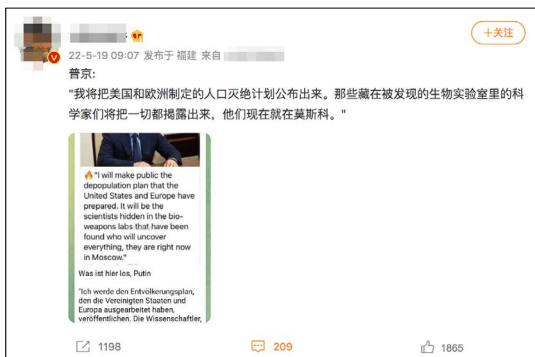 +关注
22-5-19 09:07 发布于 福建 来自
普京:
"我将把美国和欧洲制定的人口灭绝计划公布出来。那些藏在被发现的生物实验室里的科
学家们将把一切都揭露出来，他们现在就在莫斯科。"
"I will make public the
depopulation plan that the
United States and Europe have
prepared. It will be the
scientists hidden in the bio-
weapons labs that have been
found who will uncover
everything, they are right now
in Moscow."
Was ist hier los, Putin
"Ich werde den Entvölkerungsplan,
den die Vereinigten Staaten und
Europa ausgearbeitet haben,
veröffentlichen. Die Wissenschaftler,
1198
209
1865